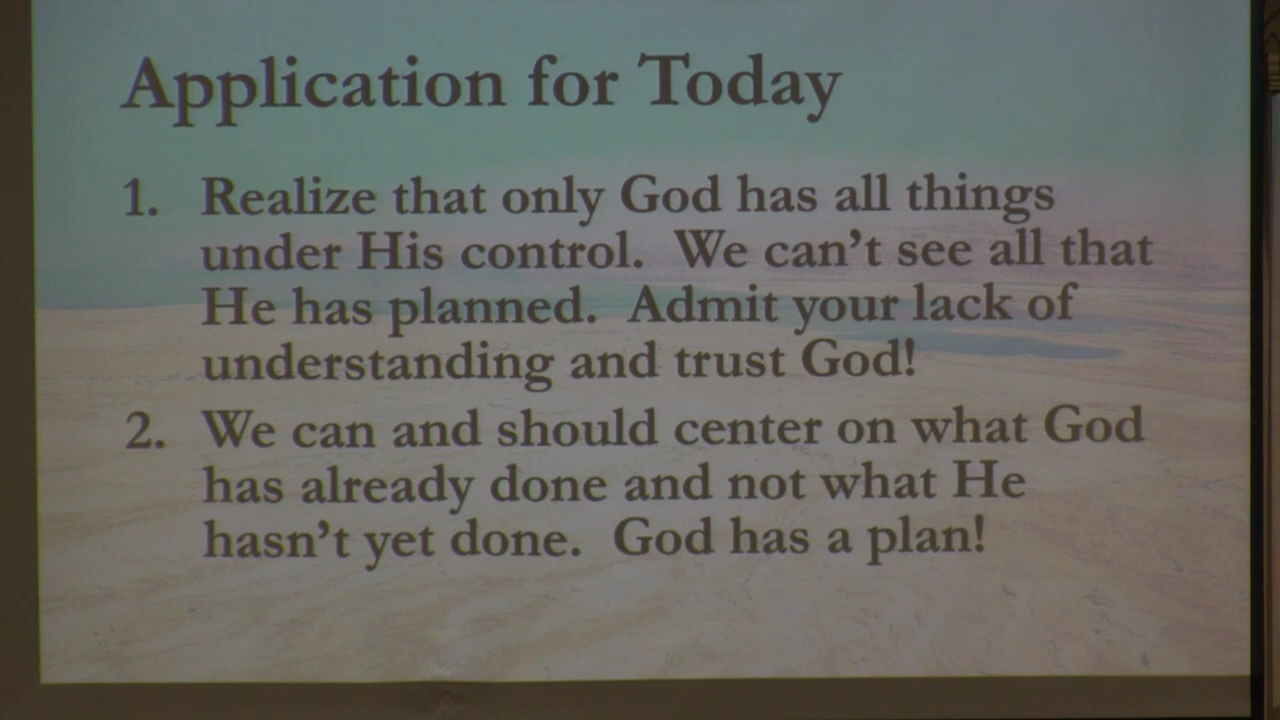 Application for Today
1. Realize that only God has all things
under His control.  We can't see all that
He has planned.  Admit your lack of
understanding and trust God!
2. We can and should center on what God
has already done and not what He
hasn't yet done.  God has a plan!